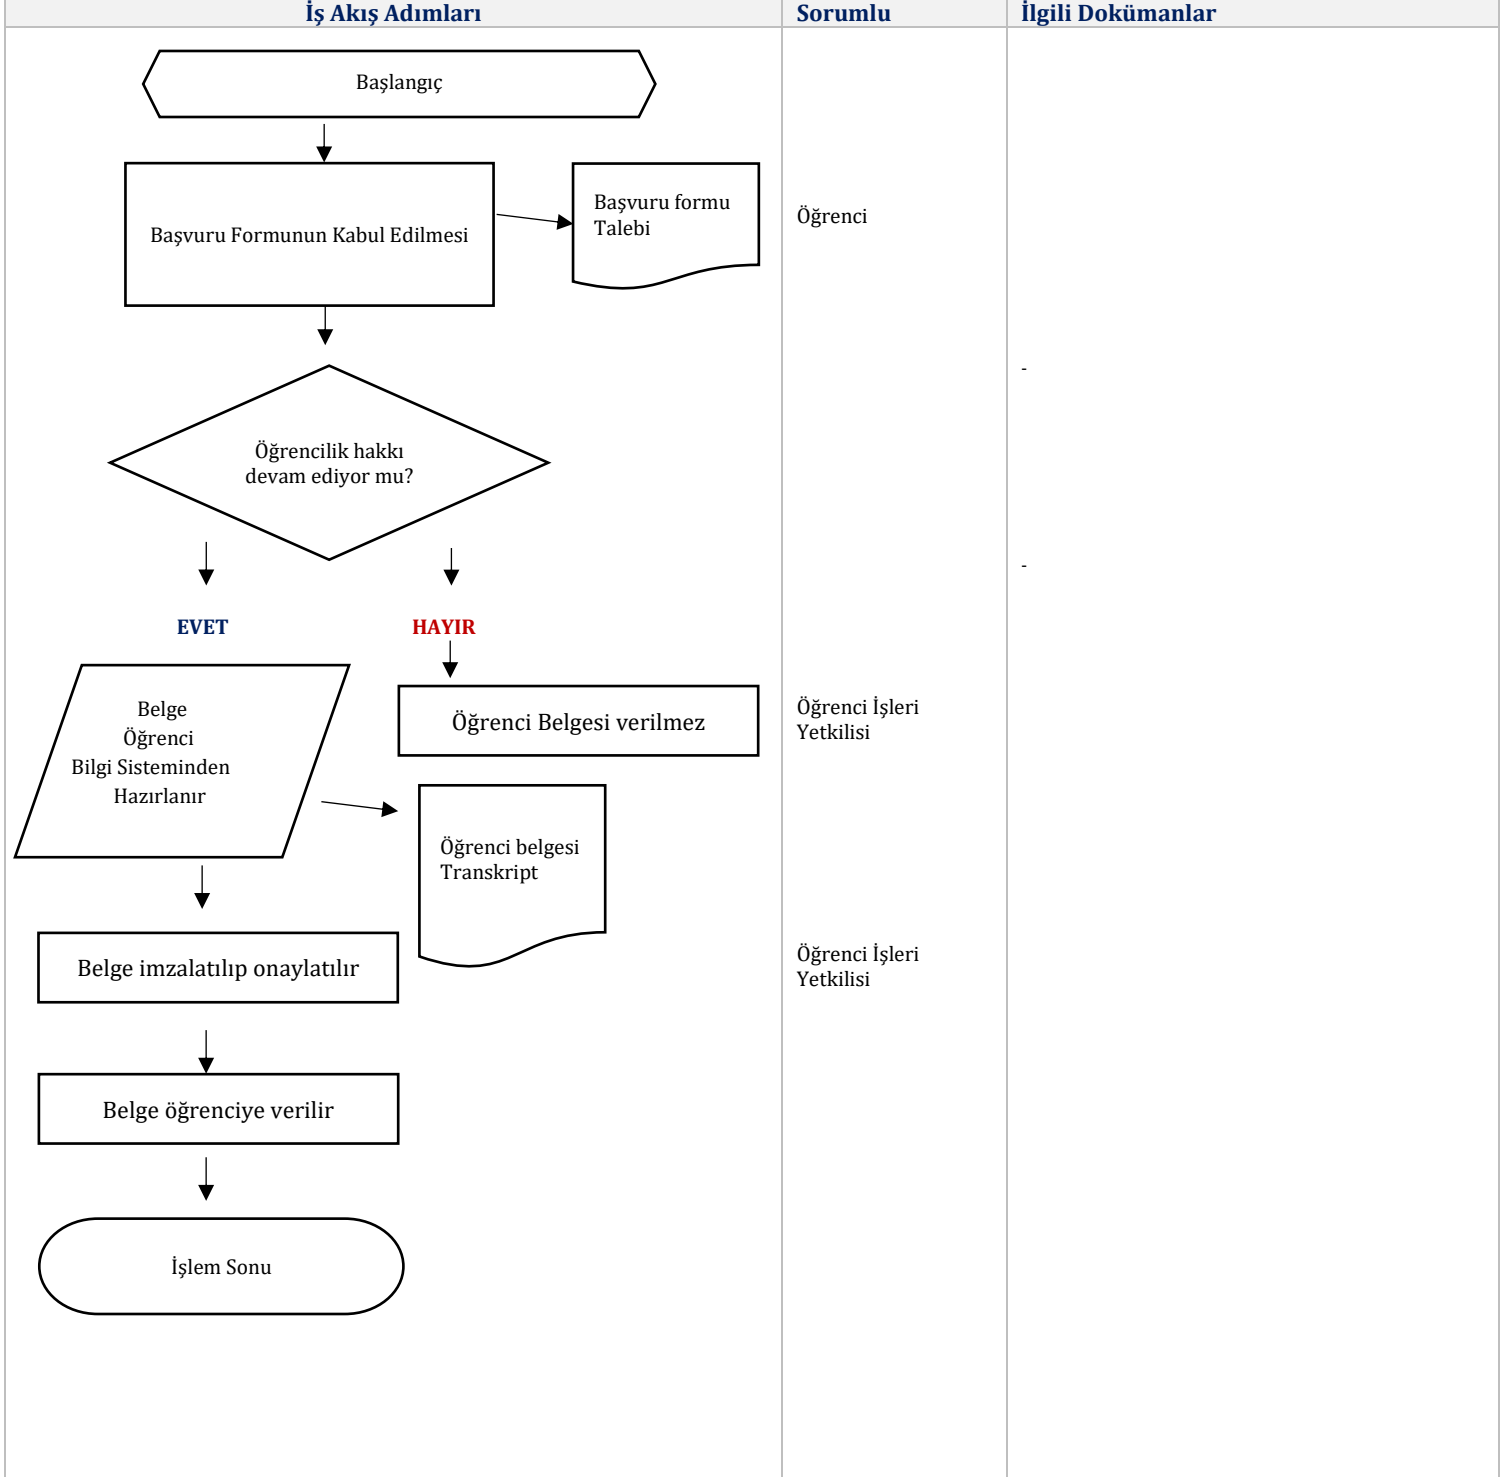 İş Akış Adımları
Sorumlu
İlgili Dokümanlar
Başlangıç
Başvuru Formunun Kabul Edilmesi
Başvuru formu
Talebi
Öğrenci
-
Öğrencilik hakkı
devam ediyor mu?
-
EVET
HAYIR
Belge
Öğrenci
Bilgi Sisteminden
Hazırlanır
Öğrenci Belgesi verilmez
Öğrenci İşleri
Yetkilisi
Öğrenci belgesi
Transkript
Belge imzalatılıp onaylatılır
Öğrenci İşleri
Yetkilisi
Belge öğrenciye verilir
İşlem Sonu